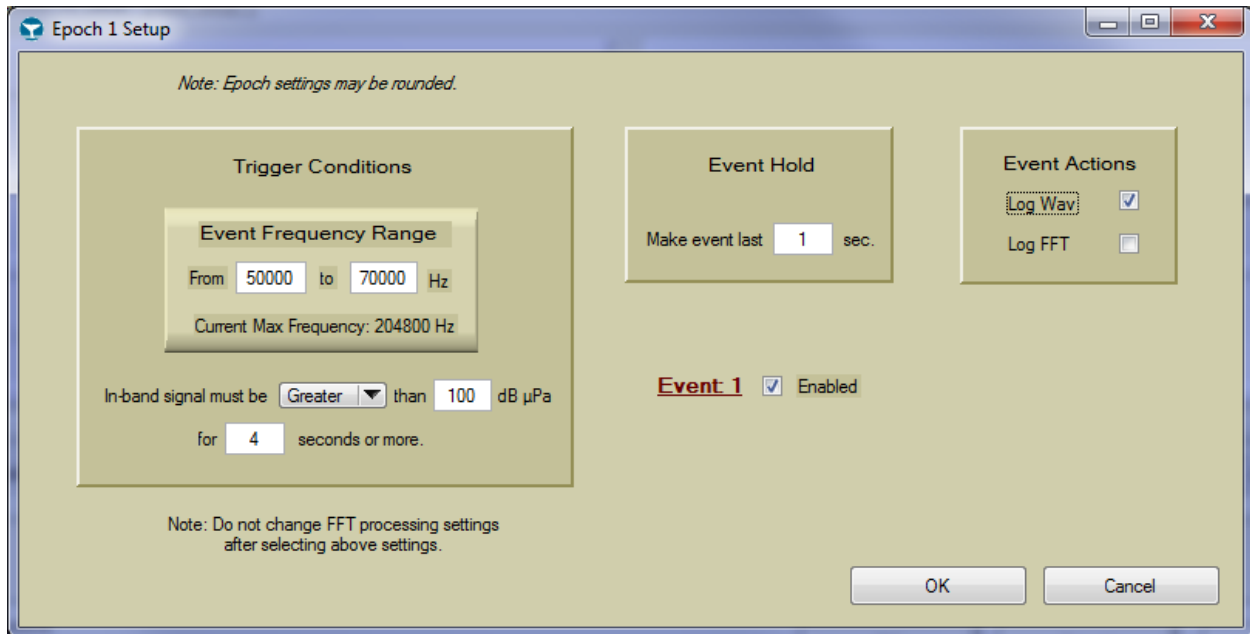 Epoch 1 Setup
Note: Epoch settings may be rounded.
Trigger Conditions
Event Frequency Range
From 50000 to 70000 Hz
Current Max Frequency: 204800 Hz
In-band signal must be Greater than 100 dB µPa
for 4 seconds or more.
Note: Do not change FFT processing settings
after selecting above settings.
Event Hold
Make event last 1 sec.
Event Actions
Log Wav
Log FFT
Event: 1 Enabled
OK Cancel